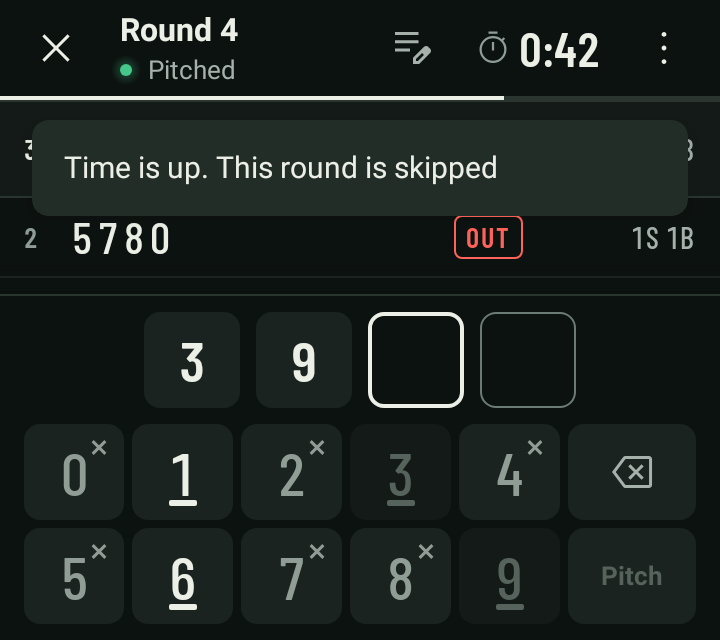 Round 4
Pitched
0:42
Time is up. This round is skipped
2 5780 OUT 1S 1B
3 9
0 1 2 3 4
5 6 7 8 9 Pitch